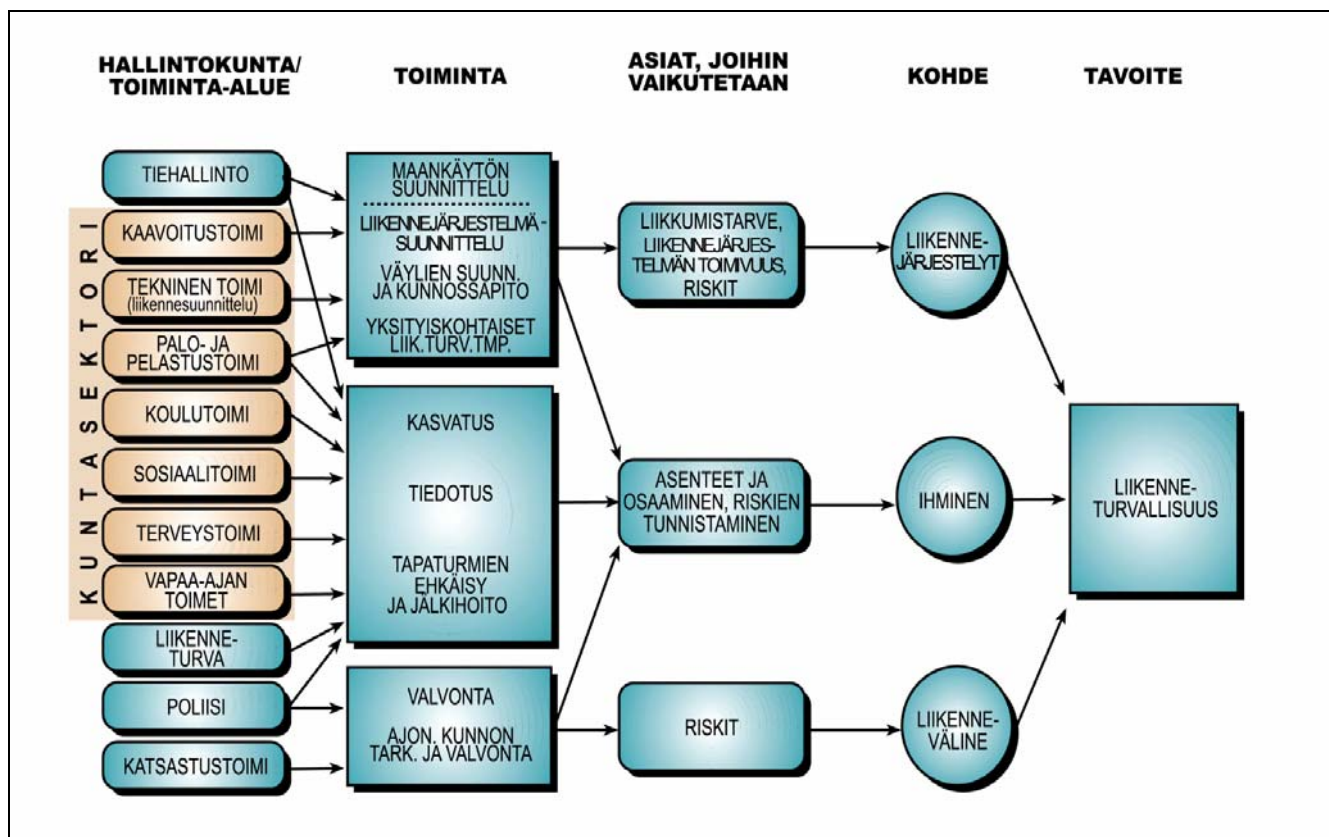 HALLINTOKUNTA/
TOIMINTA-ALUE
TOIMINTA
ASIAT, JOIHIN
VAIKUTETAAN
KOHDE
TAVOITE
KUNTASEKTORI
TIEHALLINTO
KAAVOITUSTOIMI
TEKNINEN TOIMI
(liikennesuunnittelu)
PALO- JA
PELASTUSTOIMI
KOULUTOIMI
SOSIAALITOIMI
TERVEYSTOIMI
VAPAA-AJAN
TOIMET
LIIKENNE-
TURVA
POLIISI
KATSASTUSTOIMI
MAANKÄYTÖN
SUUNNITTELU
LIIKENNEJÄRJESTELMÄ-
SUUNNITTELU
VÄYLIEN SUUNN.
JA KUNNOSSAPITO
YKSITYISKOHTAISET
LIIK.TURV.TMP.
KASVATUS
TIEDOTUS
TAPATURMIEN
EHKÄISY
JA JÄLKIHOITO
VALVONTA
AJON. KUNNON
TARK. JA VALVONTA
LIIKKUMISTARVE,
LIIKENNEJÄRJES-
TELMÄN TOIMIVUUS,
RISKIT
ASENTEET JA
OSAAMINEN, RISKIEN
TUNNISTAMINEN
RISKIT
LIIKENNE-
JÄRJESTELYT
IHMINEN
LIIKENNE-
VÄLINE
LIIKENNE-
TURVALLISUUS